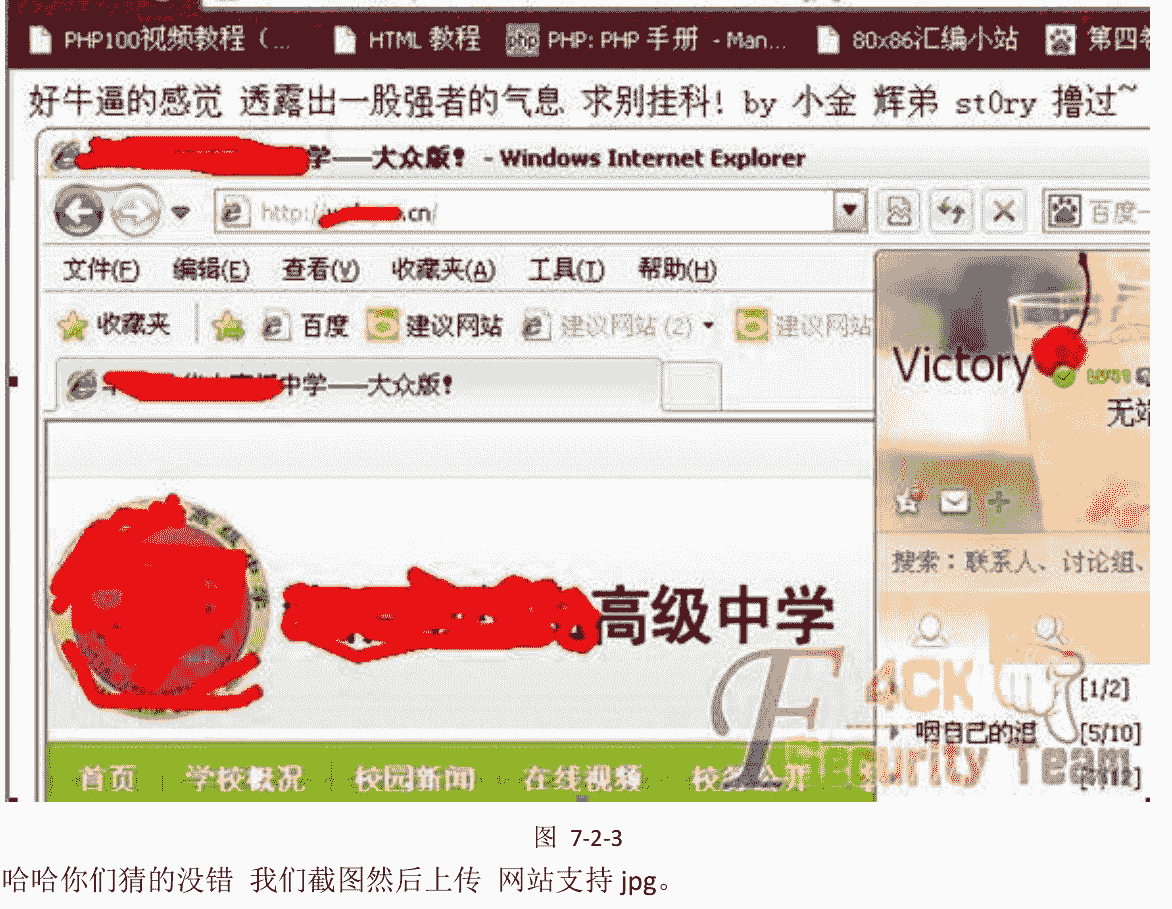 PHP100视频教程（... HTML 教程 php PHP: PHP 手册 - Man... 80x86汇编小站 第四
好牛逼的感觉 透露出一股强者的气息 求别挂科！by 小金 辉弟 st0ry 撸过~
学——大众版！ - Windows Internet Explorer
http:// .cn/ 百度
文件(F) 编辑(E) 查看(V) 收藏夹(A) 工具(T) 帮助(H)
收藏夹 百度 建议网站 建议网站 (2) 建议网站
中学——大众版！
Victory
无
搜索：联系人、讨论组、
高级中学
[1/2]
F4CK
咽自己的泪 [5/10]
Security Team
首页 学校概况 校园新闻 在线视频
图 7-2-3
哈哈你们猜的没错 我们截图然后上传 网站支持 jpg。